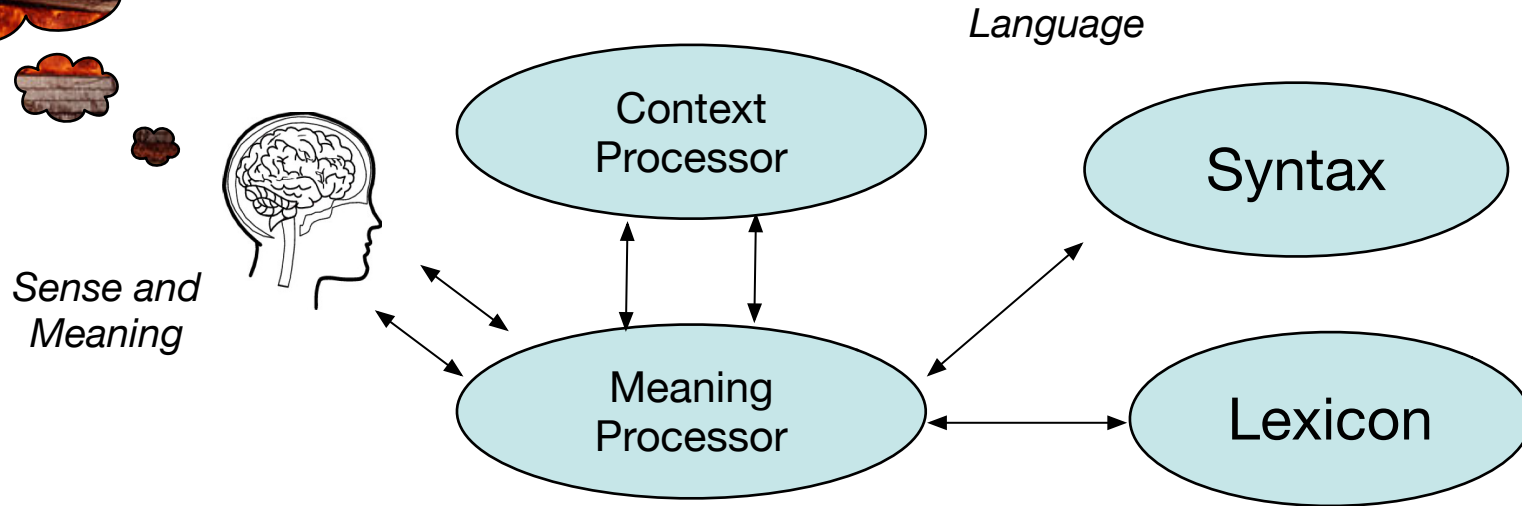 Language
Context
Processor
Syntax
Sense and
Meaning
Meaning
Processor
Lexicon